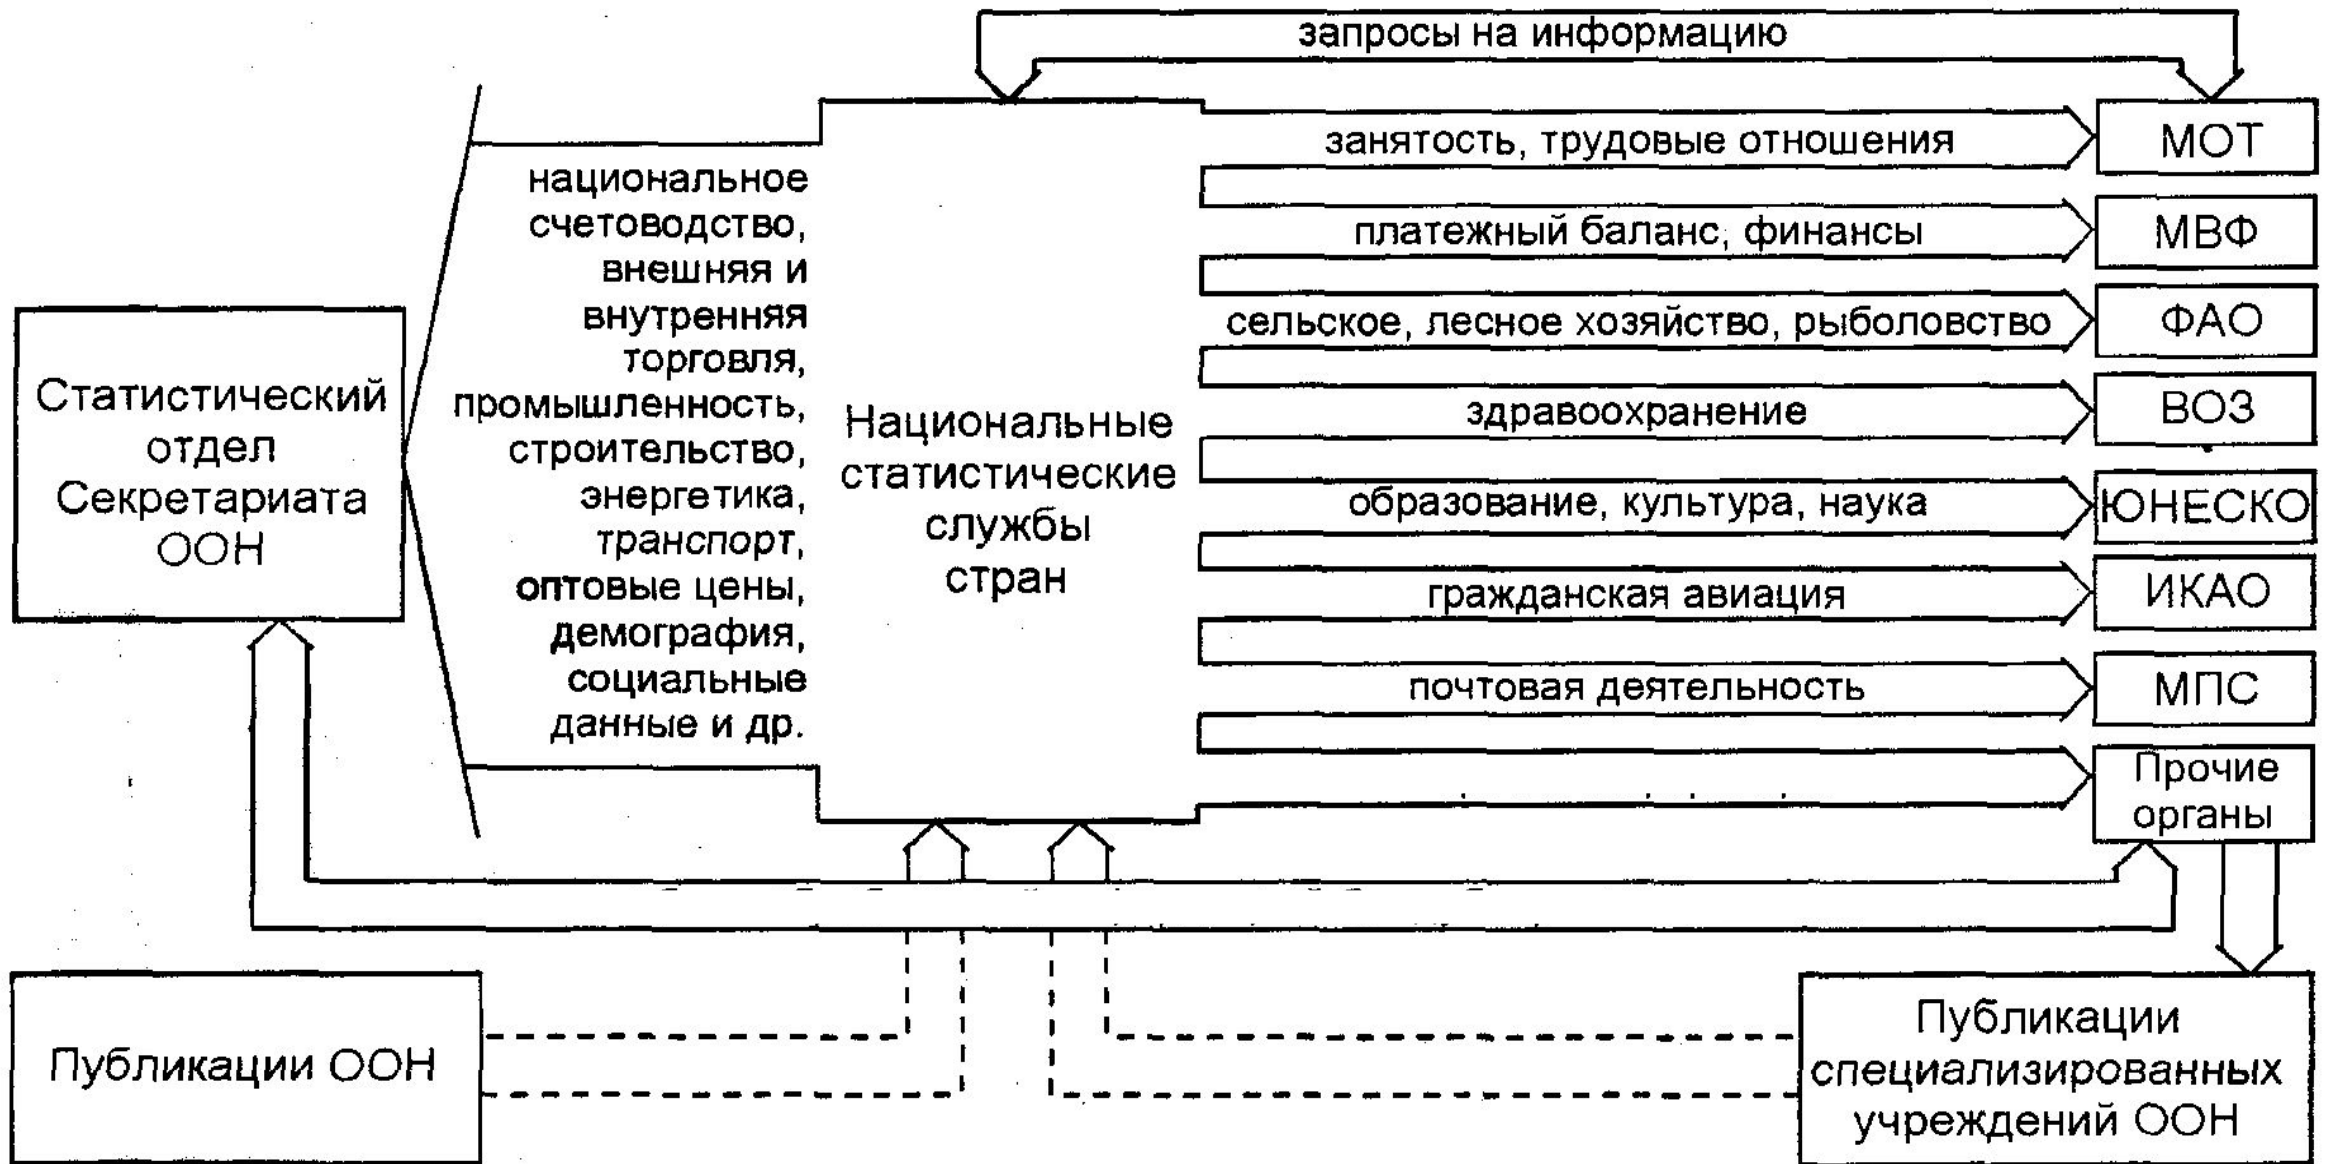 запросы на информацию
занятость, трудовые отношения
МОТ
национальное
счетоводство,
внешняя и
внутренняя
торговля,
промышленность,
строительство,
энергетика,
транспорт,
оптовые цены,
демография,
социальные
данные и др.
платежный баланс, финансы
МВФ
сельское, лесное хозяйство, рыболовство
ФАО
Статистический
отдел
Секретариата
ООН
Национальные
статистические
службы
стран
здравоохранение
ВОЗ
образование, культура, наука
ЮНЕСКО
гражданская авиация
ИКАО
почтовая деятельность
МПС
Прочие
органы
Публикации ООН
Публикации
специализированных
учреждений ООН